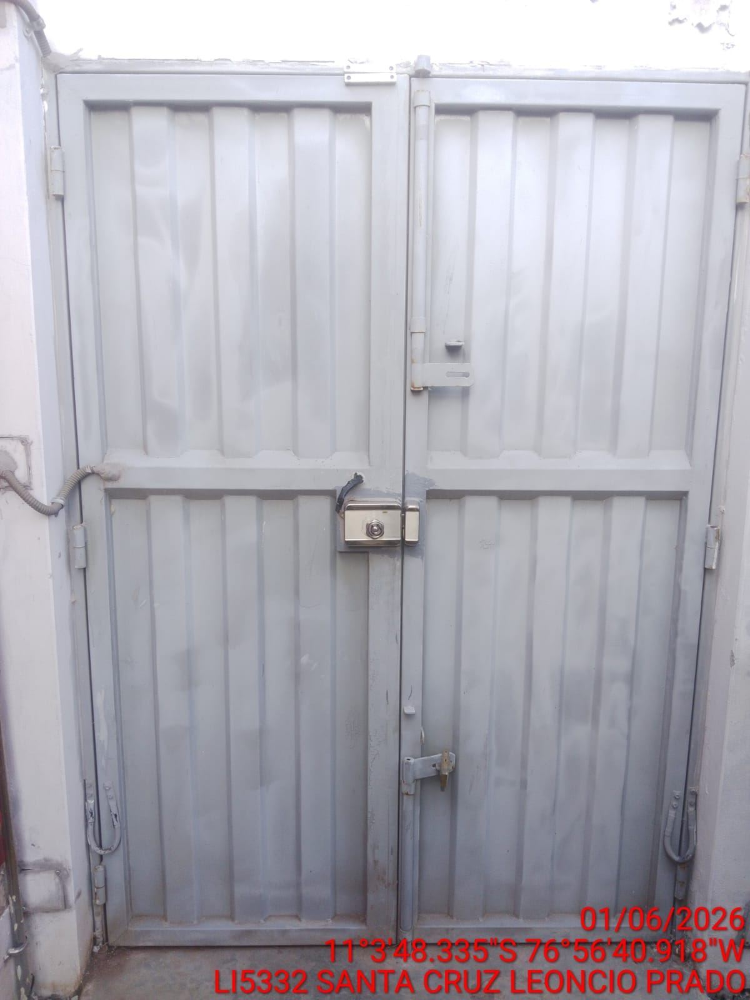 01/06/2026
11°3'48.335"S 76°56'40.918"W
LI5332 SANTA CRUZ LEONCIO PRADO